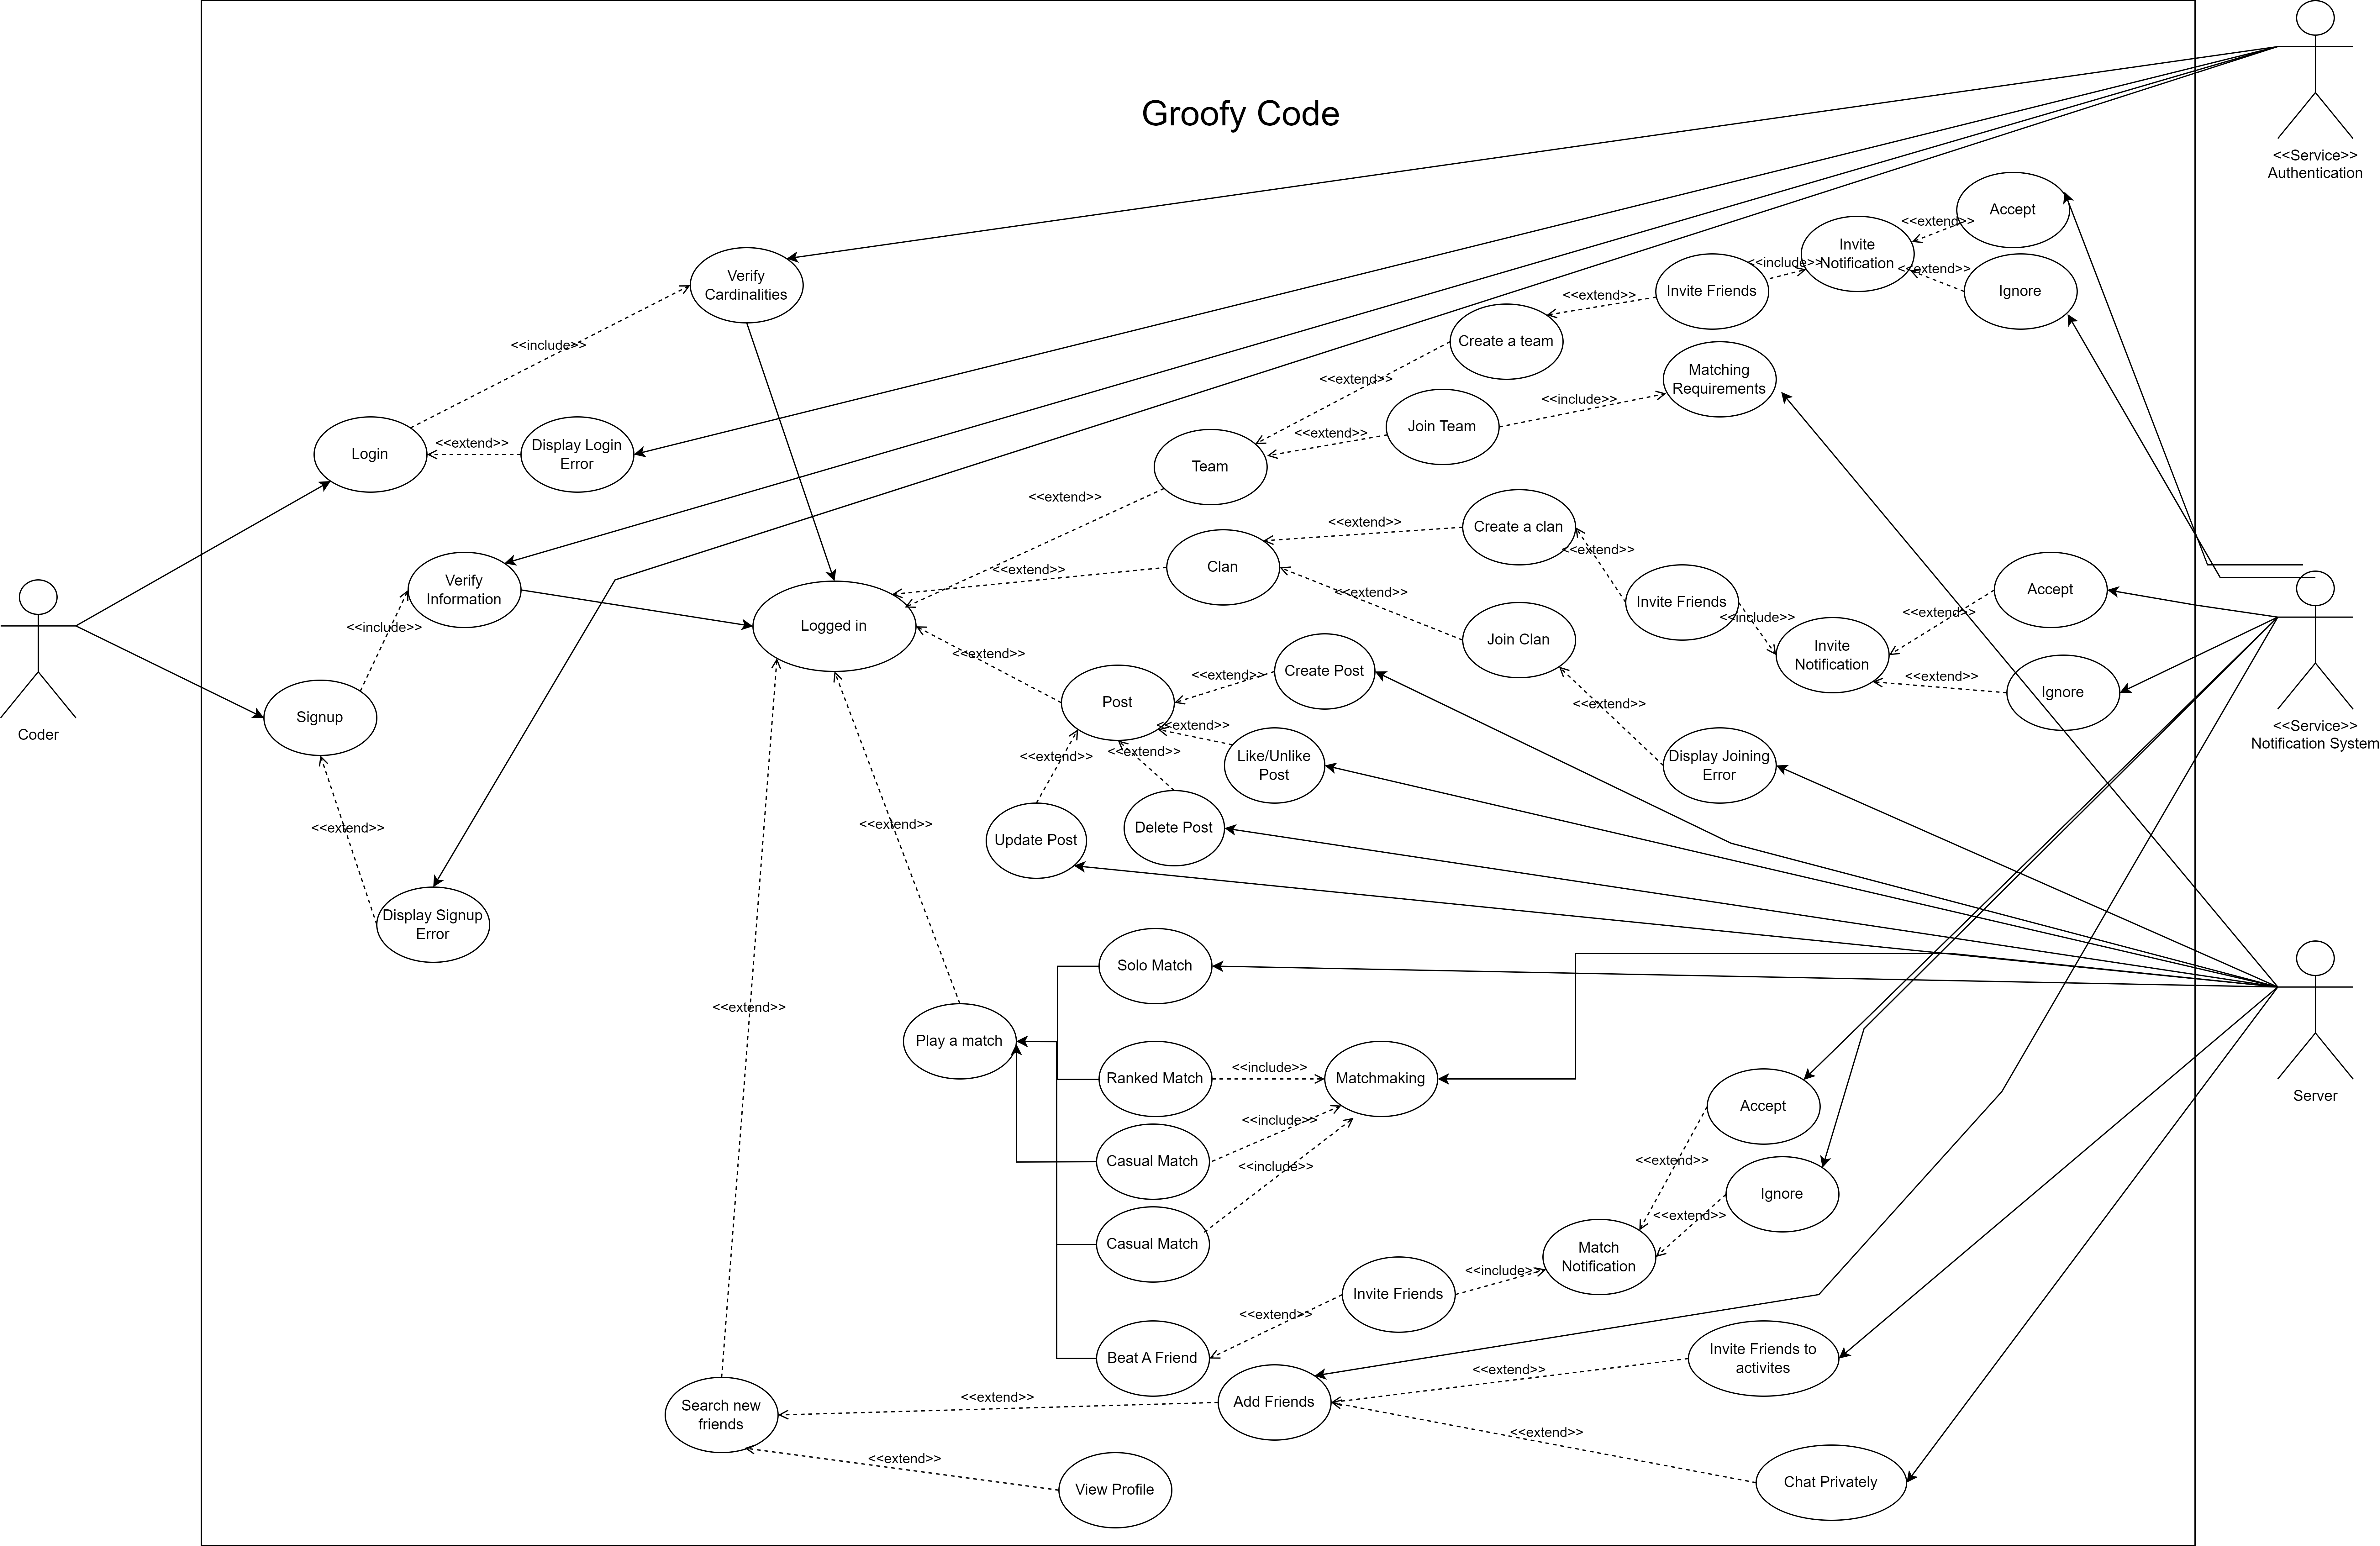 Groofy Code
<<Service>>
Authentication
Accept
<<extend>>
Invite
Notification
<<include>>
<<extend>>
Ignore
Invite Friends
<<extend>>
Create a team
Verify
Cardinalities
<<include>>
Matching
Requirements
<<extend>>
<<include>>
Join Team
<<extend>>
Login
<<extend>>
Display Login
Error
Team
<<extend>>
Create a clan
<<extend>>
<<extend>>
Clan
<<extend>>
Verify
Information
<<include>>
Logged in
<<extend>>
Join Clan
Invite Friends
<<include>>
Accept
<<extend>>
Invite
Notification
<<extend>>
Ignore
<<Service>>
Notification System
Coder
Signup
<<extend>>
Post
<<extend>>
Create Post
<<extend>>
<<extend>>
<<extend>>
Like/Unlike
Post
<<extend>>
Display Joining
Error
Update Post
Delete Post
<<extend>>
<<extend>>
Display Signup
Error
Solo Match
<<extend>>
Play a match
Ranked Match
<<include>>
Matchmaking
Server
Casual Match
<<include>>
<<include>>
Accept
<<extend>>
Ignore
<<extend>>
Casual Match
Match
Notification
<<include>>
Invite Friends
<<extend>>
Beat A Friend
Invite Friends to
activites
<<extend>>
Search new
friends
<<extend>>
Add Friends
<<extend>>
<<extend>>
View Profile
Chat Privately